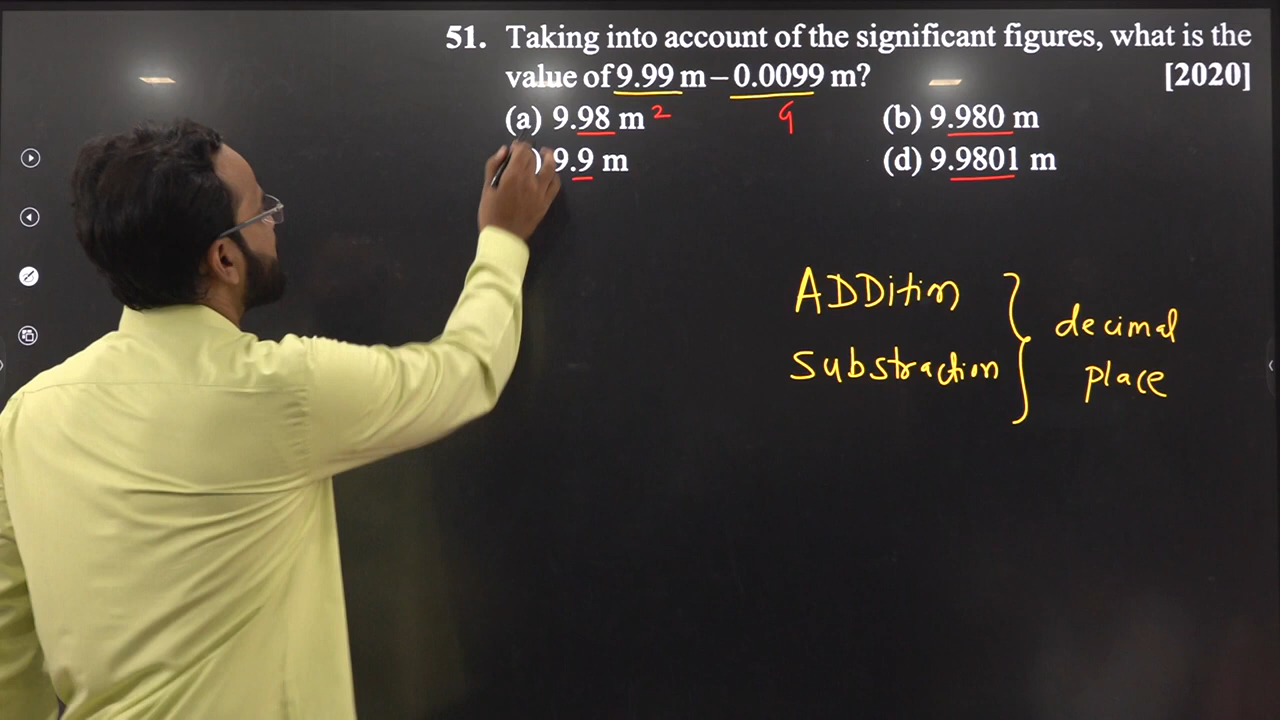 51. Taking into account of the significant figures, what is the
value of 9.99 m – 0.0099 m? [2020]
(a) 9.98 m 2 (b) 9.980 m
) 9.9 m (d) 9.9801 m
ADDition
Substraction
decimal
place